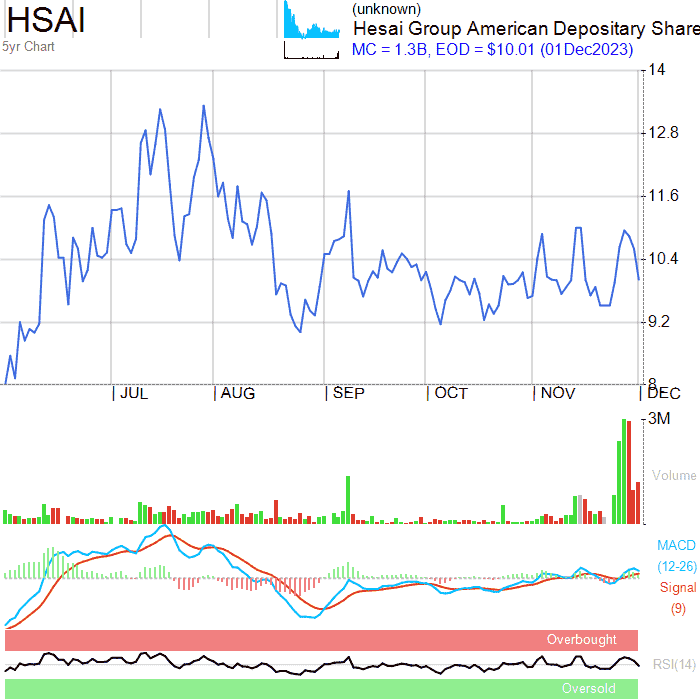 HSAI
5yr Chart
(unknown)
Hesai Group American Depositary Share
MC = 1.3B, EOD = $10.01 (01Dec2023)
14
12.8
11.6
10.4
9.2
8
JUL AUG SEP OCT NOV DEC
3M
Volume
MACD
(12-26)
Signal
(9)
Overbought
RSI(14)
Oversold